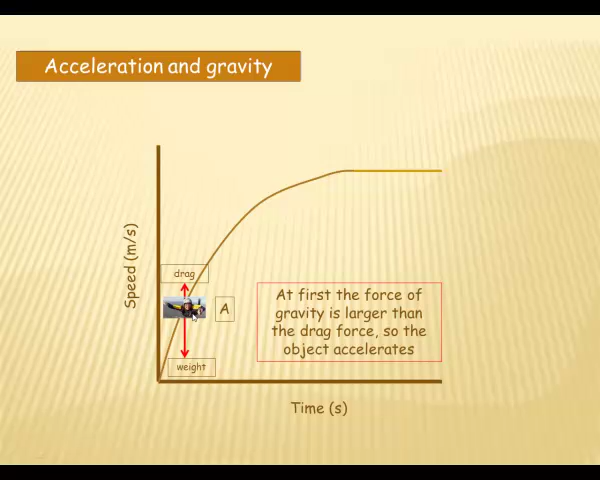 Acceleration and gravity
Speed (m/s)
drag
A
weight
At first the force of
gravity is larger than
the drag force, so the
object accelerates
Time (s)